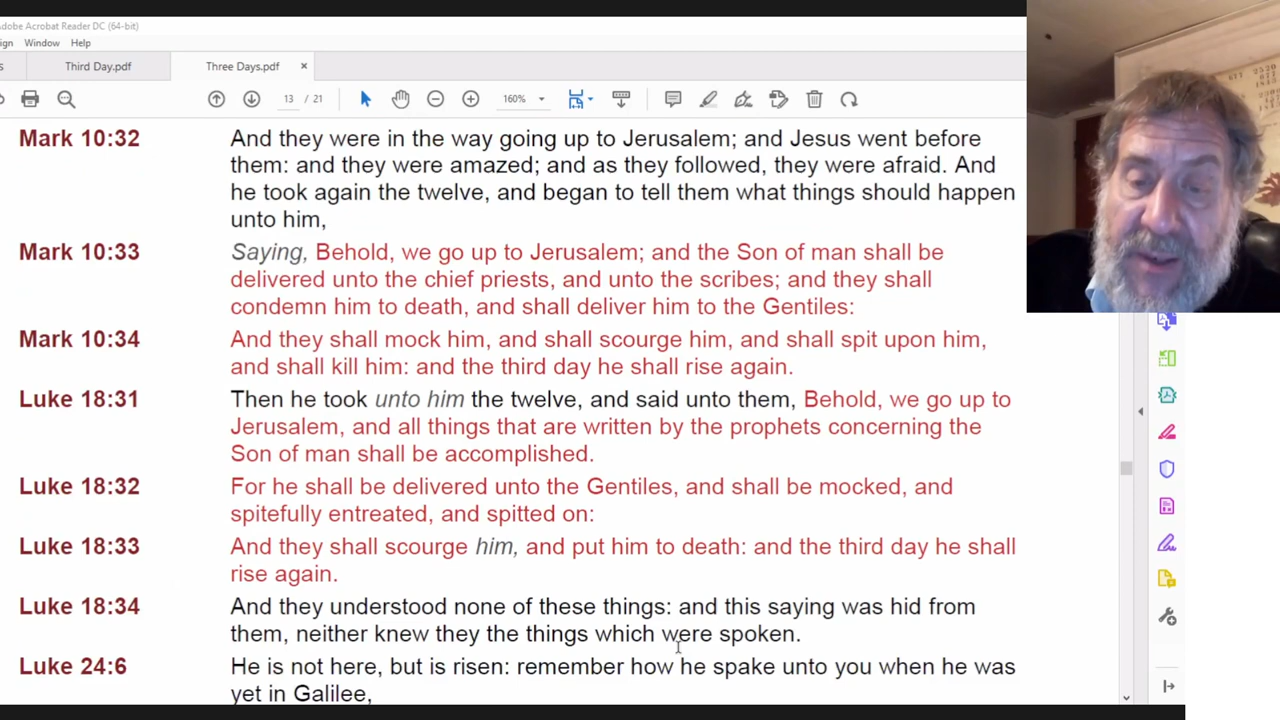 dobe Acrobat Reader DC (64-bit)
ign Window Help
s Third Day.pdf Three Days.pdf ×
13 / 21 160%
Mark 10:32 And they were in the way going up to Jerusalem; and Jesus went before
them: and they were amazed; and as they followed, they were afraid. And
he took again the twelve, and began to tell them what things should happen
unto him,
Mark 10:33 Saying, Behold, we go up to Jerusalem; and the Son of man shall be
delivered unto the chief priests, and unto the scribes; and they shall
condemn him to death, and shall deliver him to the Gentiles:
Mark 10:34 And they shall mock him, and shall scourge him, and shall spit upon him,
and shall kill him: and the third day he shall rise again.
Luke 18:31 Then he took unto him the twelve, and said unto them, Behold, we go up to
Jerusalem, and all things that are written by the prophets concerning the
Son of man shall be accomplished.
Luke 18:32 For he shall be delivered unto the Gentiles, and shall be mocked, and
spitefully entreated, and spitted on:
Luke 18:33 And they shall scourge him, and put him to death: and the third day he shall
rise again.
Luke 18:34 And they understood none of these things: and this saying was hid from
them, neither knew they the things which were spoken.
Luke 24:6 He is not here, but is risen: remember how he spake unto you when he was
yet in Galilee,
677 2520